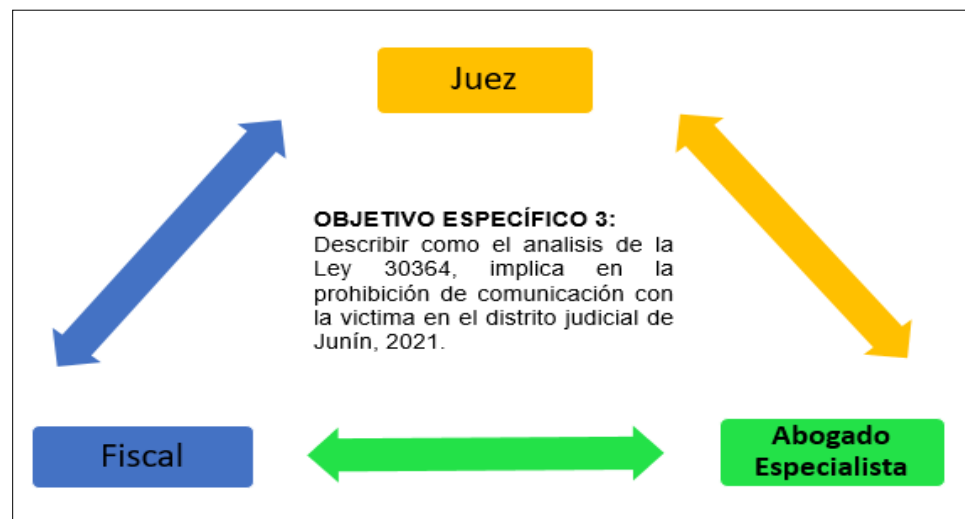 Juez
OBJETIVO ESPECÍFICO 3:
Describir como el analisis de la
Ley 30364, implica en la
prohibición de comunicación con
la victima en el distrito judicial de
Junín, 2021.
Fiscal
Abogado
Especialista